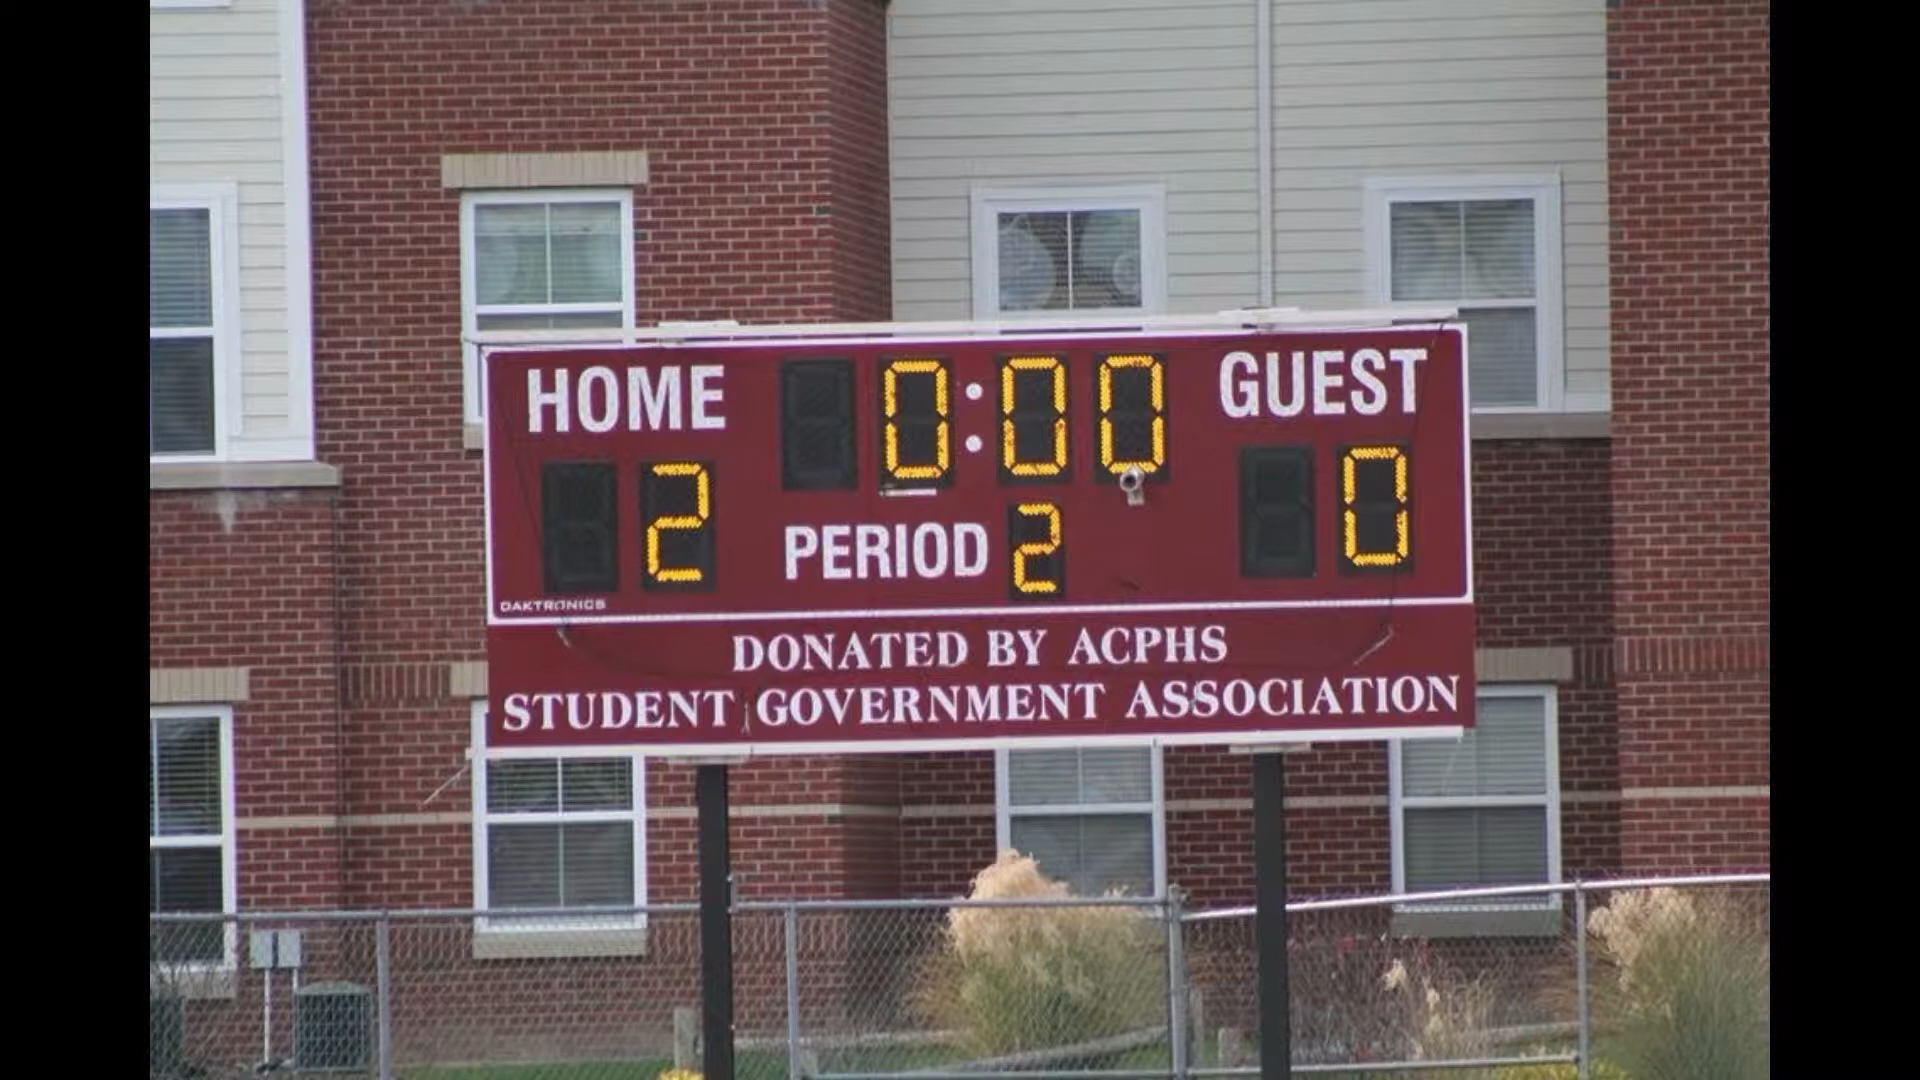 HOME 0:00 GUEST
2 PERIOD 2 0
DAKTRONICS
DONATED BY ACPHS
STUDENT GOVERNMENT ASSOCIATION